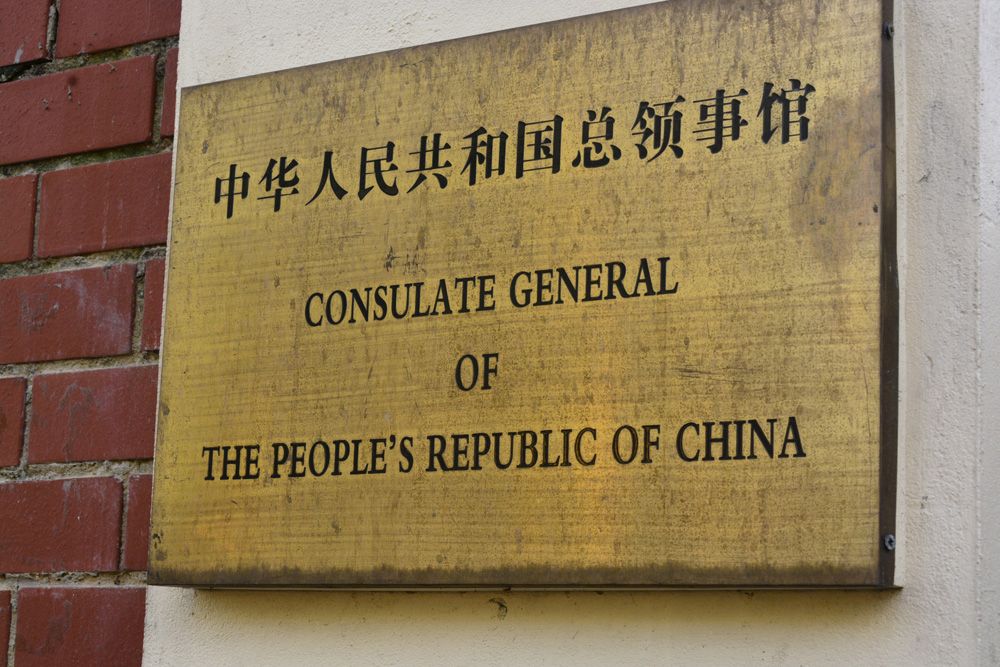 中华人民共和国总领事馆
CONSULATE GENERAL
OF
THE PEOPLE’S REPUBLIC OF CHINA